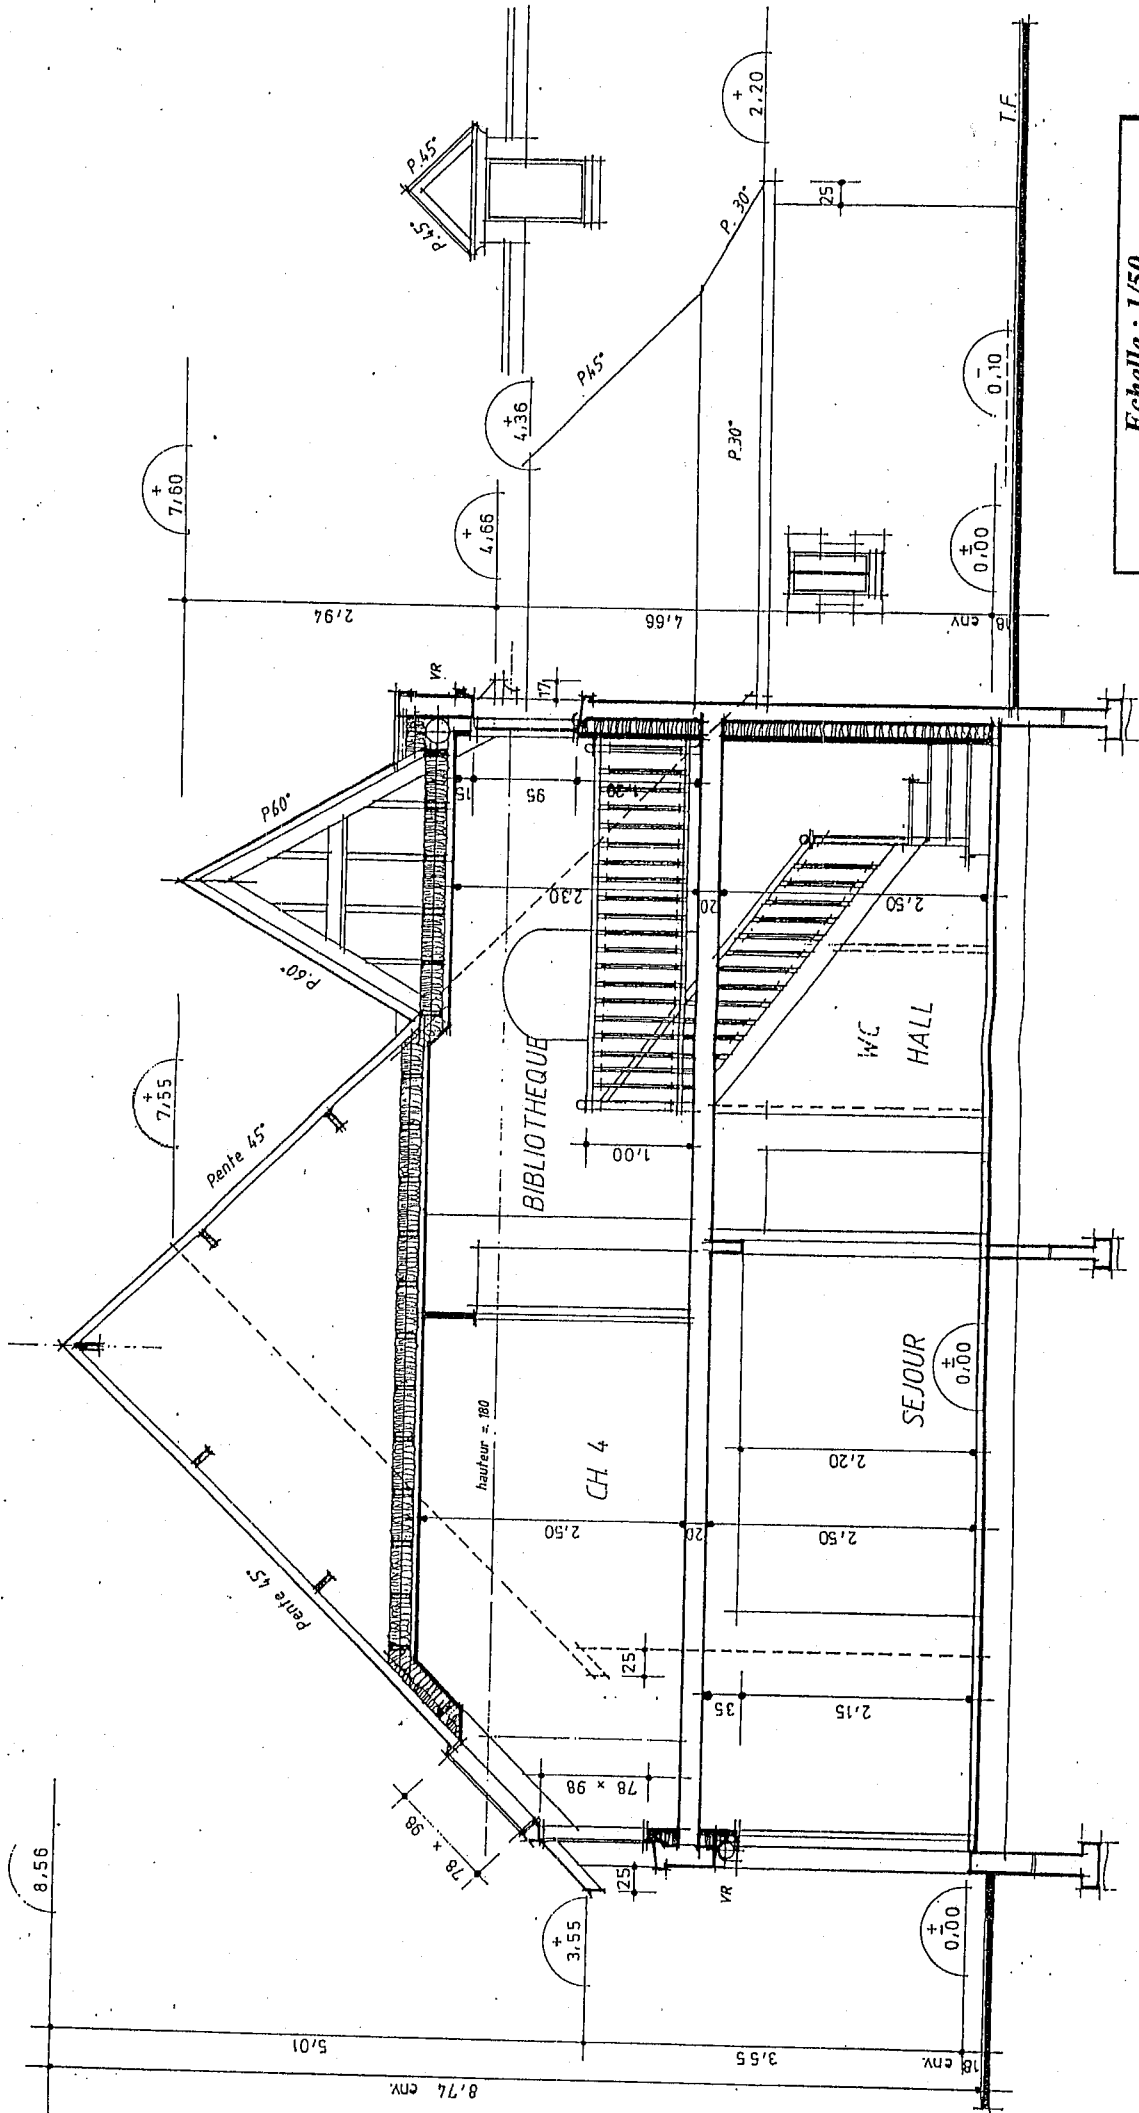 P.45°
P.45°
+
2,20
25
P. 30°
T.F.
+
7,60
+
4,36
P45°
P.30°
-
0,10
Echelle : 1/50
+
4,66
+
0,00
2,94
4,66
18 env
VR
17
P60°
P.60°
15
95
1,20
2,30
20
2,50
+
7,55
Pente 45°
BIBLIOTHEQUE
WC
HALL
1,00
hauteur = 180
CH. 4
SEJOUR
+
0,00
2,50
20
2,50
2,20
Pente 45°
25
35
2,15
78 x 98
78 x 98
25
VR
8,56
+
3,55
+
0,00
5,01
3,55
18 env.
8,74 env.